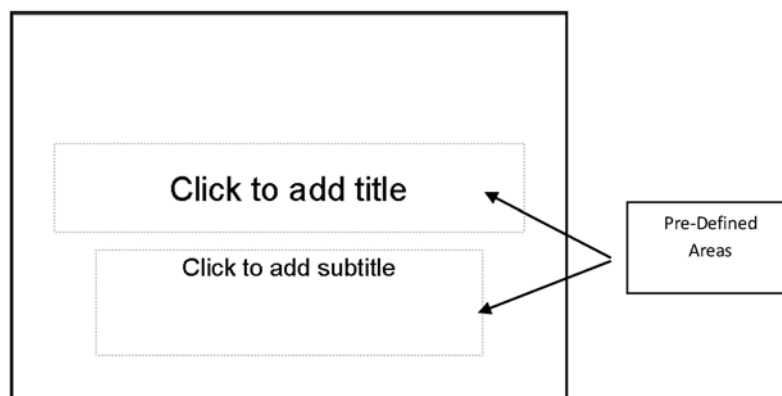 Click to add title
Click to add subtitle
Pre-Defined
Areas